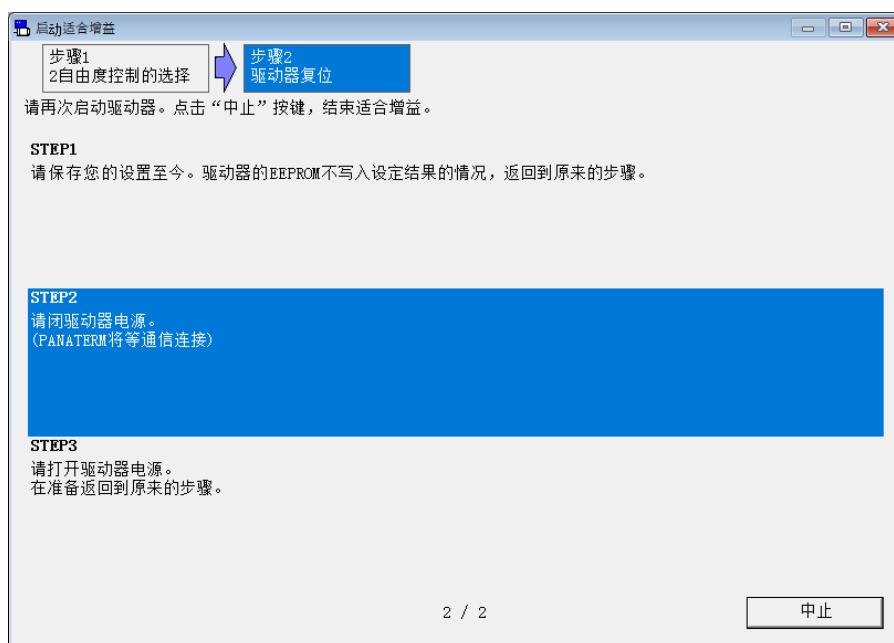 启动适合增益
步骤1
2自由度控制的选择
步骤2
驱动器复位
请再次启动驱动器。点击“中止”按键，结束适合增益。
STEP1
请保存您的设置至今。驱动器的EEPROM不写入设定结果的情况，返回到原来的步骤。
STEP2
请闭驱动器电源。
(PANATERM将等通信连接)
STEP3
请打开驱动器电源。
在准备返回到原来的步骤。
2 / 2
中止